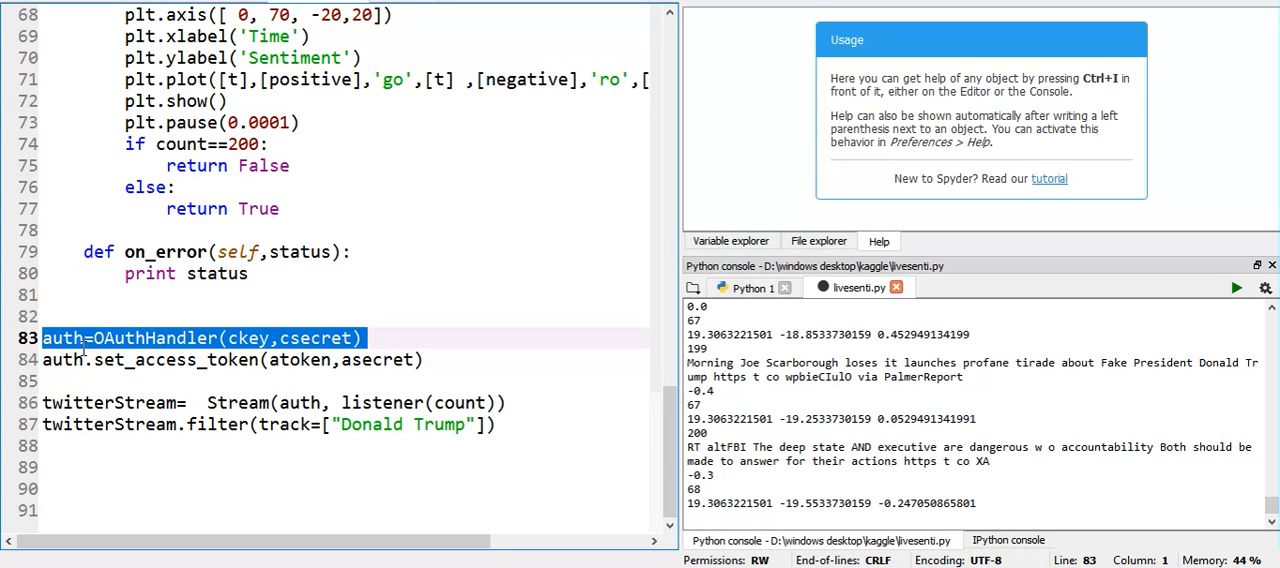 68 plt.axis([ 0, 70, -20,20])
69 plt.xlabel('Time')
70 plt.ylabel('Sentiment')
71 plt.plot([t],[positive],'go',[t] ,[negative],'ro',[
72 plt.show()
73 plt.pause(0.0001)
74 if count==200:
75 return False
76 else:
77 return True
78
79 def on_error(self,status):
80 print status
81
82
83 auth=OAuthHandler(ckey,csecret)
84 auth.set_access_token(atoken,asecret)
85
86 twitterStream=  Stream(auth, listener(count))
87 twitterStream.filter(track=["Donald Trump"])
88
89
90
91
Usage
Here you can get help of any object by pressing Ctrl+I in
front of it, either on the Editor or the Console.
Help can also be shown automatically after writing a left
parenthesis next to an object. You can activate this
behavior in Preferences > Help.
New to Spyder? Read our tutorial
Variable explorer File explorer Help
Python console - D:\windows desktop\kaggle\livesenti.py
Python 1 livesenti.py
0.0
67
19.3063221501 -18.8533730159 0.452949134199
199
Morning Joe Scarborough loses it launches profane tirade about Fake President Donald Tr
ump https t co wpbieCIulO via PalmerReport
-0.4
67
19.3063221501 -19.2533730159 0.0529491341991
200
RT altFBI The deep state AND executive are dangerous w o accountability Both should be
made to answer for their actions https t co XA
-0.3
68
19.3063221501 -19.5533730159 -0.247050865801
Python console - D:\windows desktop\kaggle\livesenti.py IPython console
Permissions: RW End-of-lines: CRLF Encoding: UTF-8 Line: 83 Column: 1 Memory: 44 %